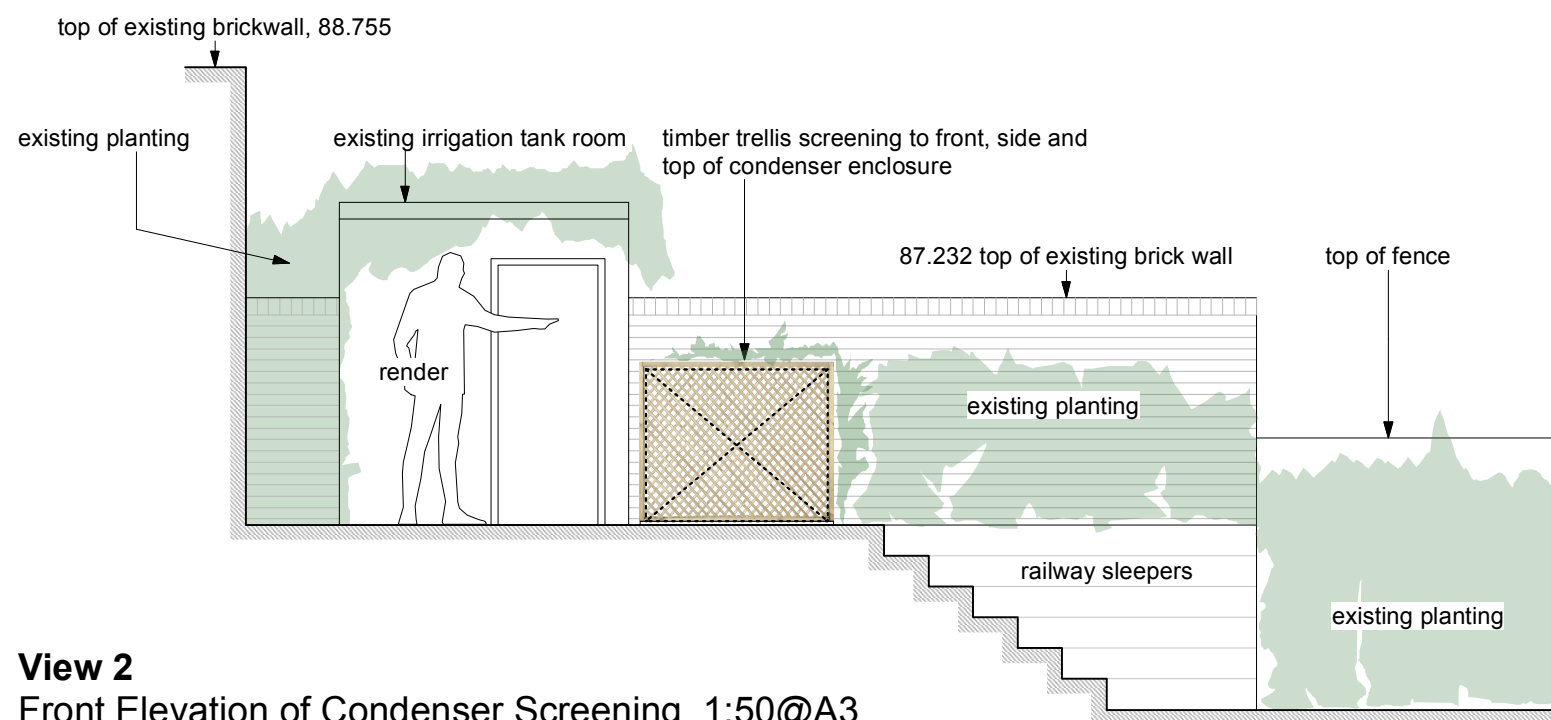 top of existing brickwall, 88.755
existing planting
existing irrigation tank room
timber trellis screening to front, side and
top of condenser enclosure
87.232 top of existing brick wall
top of fence
render
existing planting
railway sleepers
existing planting
View 2
Front Elevation of Condenser Screening 1:50@A3